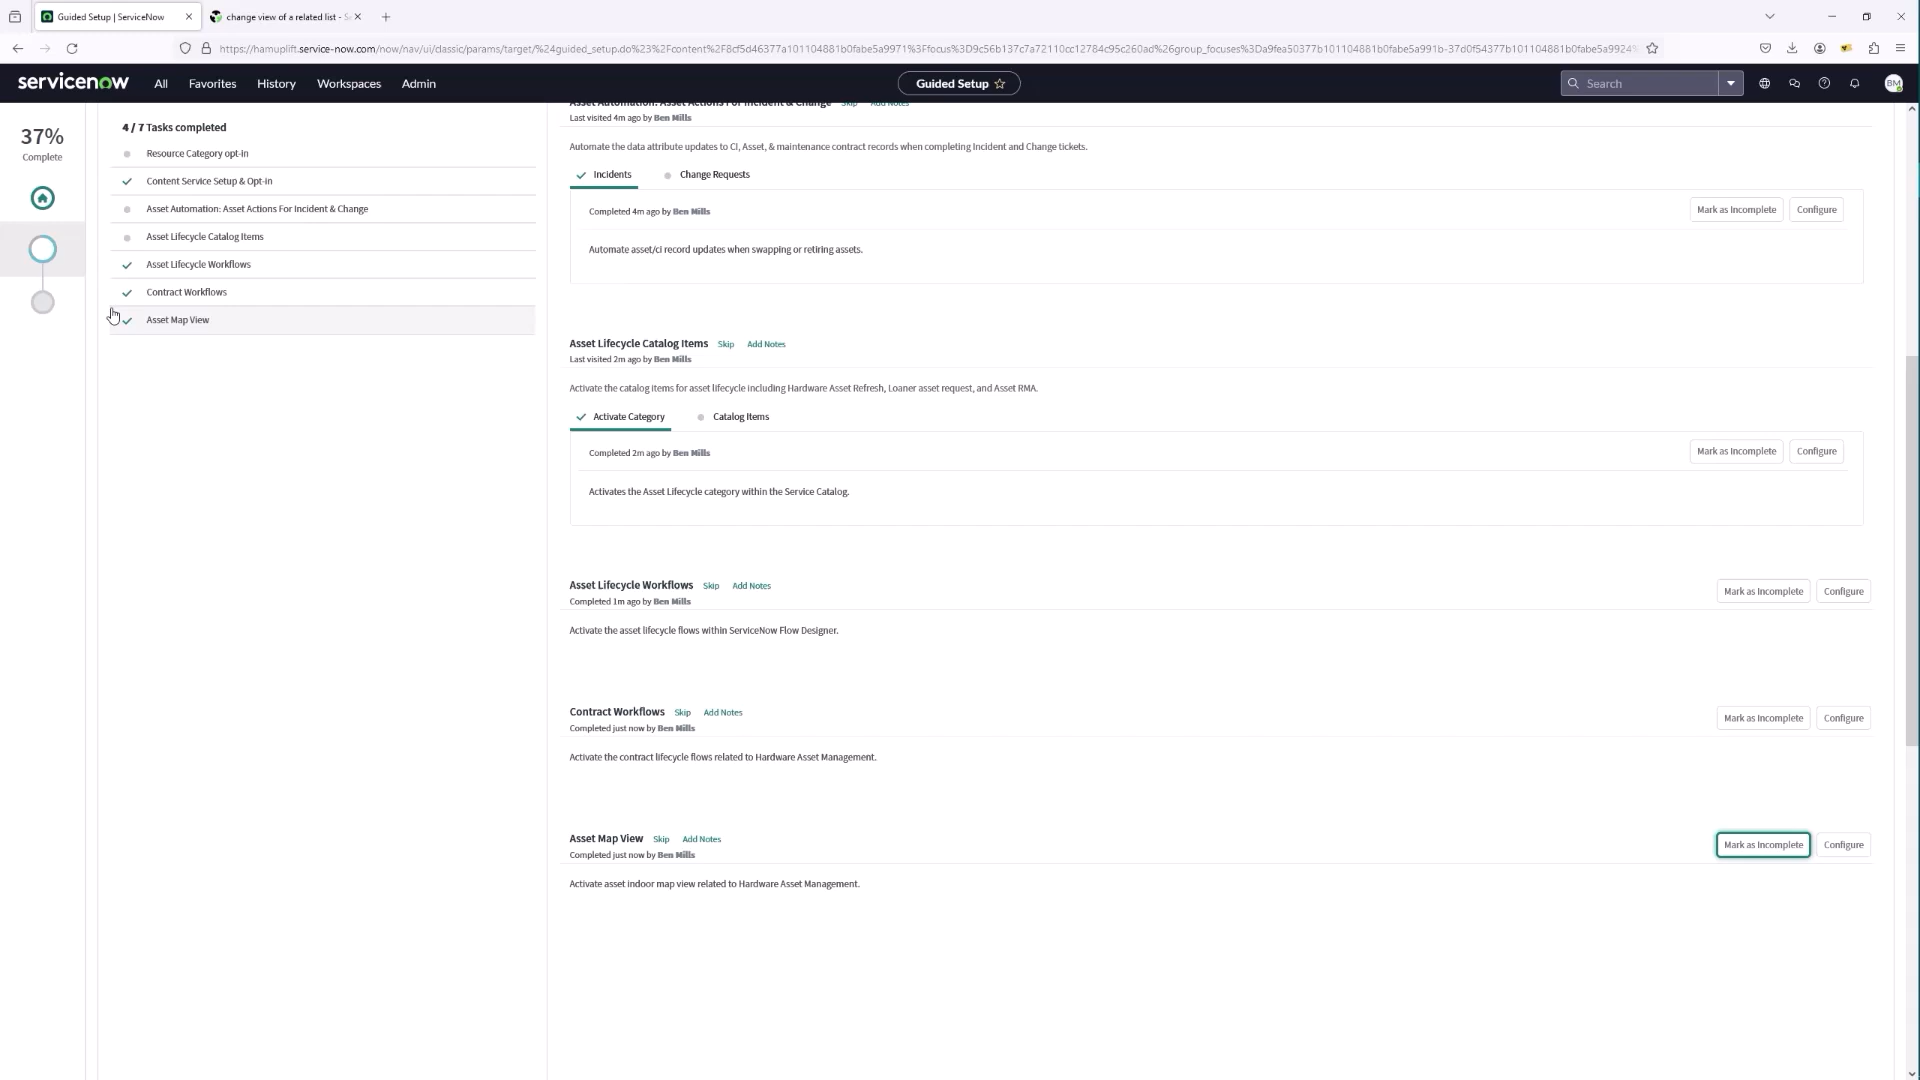 Guided Setup | ServiceNow
change view of a related list - S
https://hamuplift.service-now.com/now/nav/ui/classic/params/target/%24guided_setup.do%23%2Fcontent%2F8cf5d46377a101104881b0fabe5a9971%3Ffocus%3D9c56b137c7a72110cc12784c95c260ad%26group_focuses%3Da9fea50377b101104881b0fabe5a991b-37d0f54377b101104881b0fabe5a9924%
servicenow
All Favorites History Workspaces Admin
Guided Setup
Search
BM
37%
Complete
4 / 7 Tasks completed
Resource Category opt-in
Content Service Setup & Opt-in
Asset Automation: Asset Actions For Incident & Change
Asset Lifecycle Catalog Items
Asset Lifecycle Workflows
Contract Workflows
Asset Map View
Asset Automation: Asset Actions For Incident & Change Skip Add Notes
Last visited 4m ago by Ben Mills
Automate the data attribute updates to CI, Asset, & maintenance contract records when completing Incident and Change tickets.
Incidents Change Requests
Completed 4m ago by Ben Mills Mark as Incomplete Configure
Automate asset/ci record updates when swapping or retiring assets.
Asset Lifecycle Catalog Items Skip Add Notes
Last visited 2m ago by Ben Mills
Activate the catalog items for asset lifecycle including Hardware Asset Refresh, Loaner asset request, and Asset RMA.
Activate Category Catalog Items
Completed 2m ago by Ben Mills Mark as Incomplete Configure
Activates the Asset Lifecycle category within the Service Catalog.
Asset Lifecycle Workflows Skip Add Notes
Completed 1m ago by Ben Mills Mark as Incomplete Configure
Activate the asset lifecycle flows within ServiceNow Flow Designer.
Contract Workflows Skip Add Notes
Completed just now by Ben Mills Mark as Incomplete Configure
Activate the contract lifecycle flows related to Hardware Asset Management.
Asset Map View Skip Add Notes
Completed just now by Ben Mills Mark as Incomplete Configure
Activate asset indoor map view related to Hardware Asset Management.